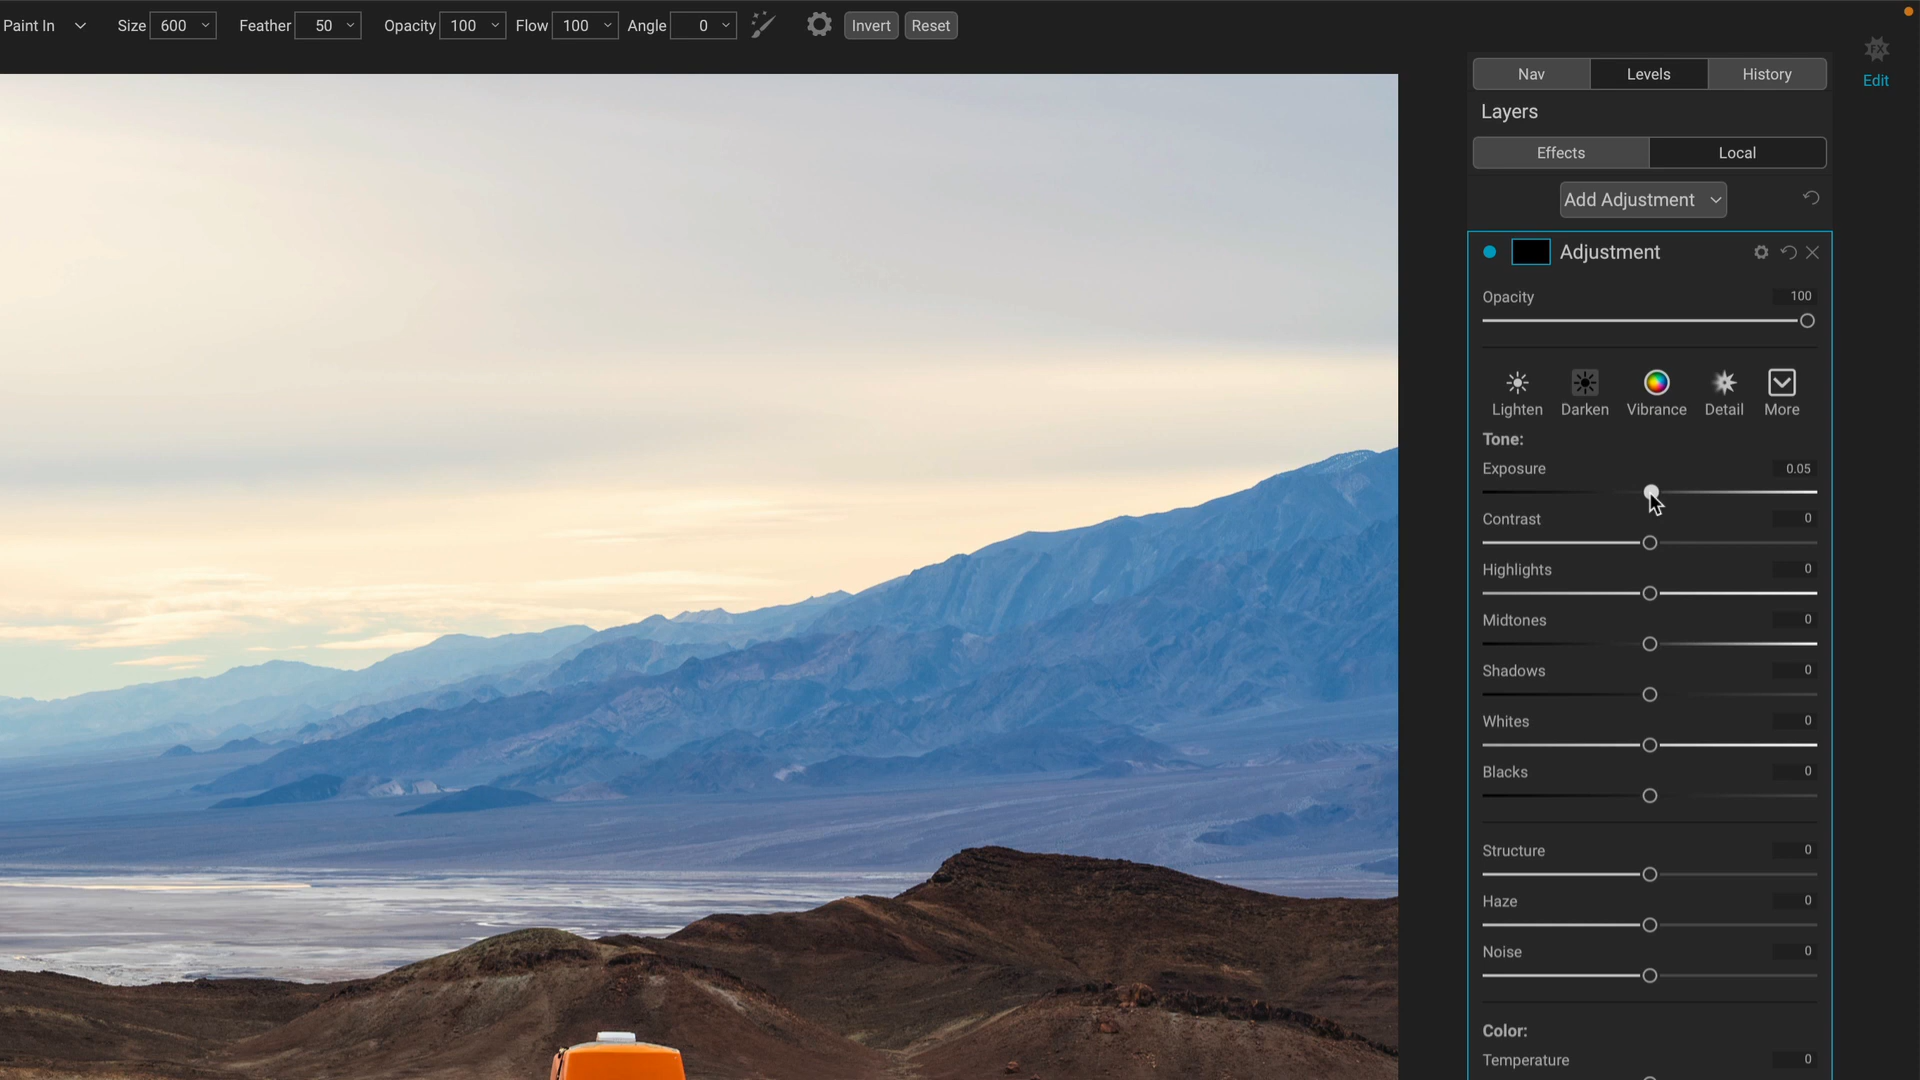 Paint In Size 600 Feather 50 Opacity 100 Flow 100 Angle 0 Invert Reset
FX
Edit
Nav Levels History
Layers
Effects Local
Add Adjustment
Adjustment
Opacity 100
Lighten Darken Vibrance Detail More
Tone:
Exposure 0.05
Contrast 0
Highlights 0
Midtones 0
Shadows 0
Whites 0
Blacks 0
Structure 0
Haze 0
Noise 0
Color:
Temperature 0